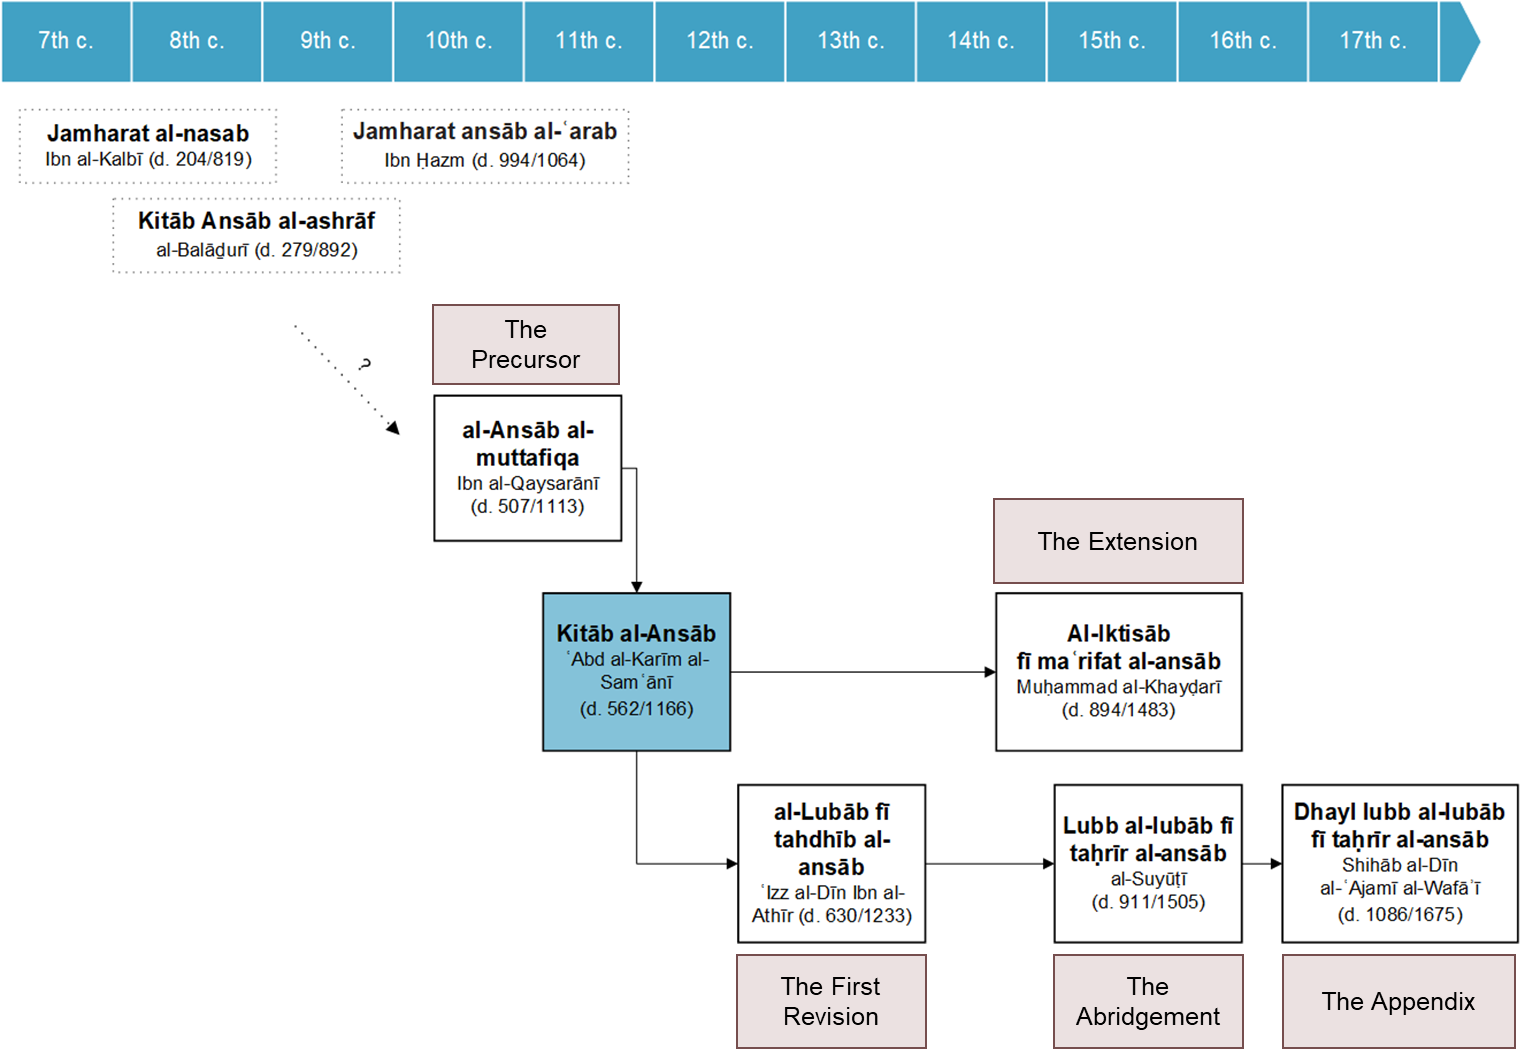 7th c.
8th c.
9th c.
10th c.
11th c.
12th c.
13th c.
14th c.
15th c.
16th c.
17th c.
Jamharat al-nasab
Ibn al-Kalbī (d. 204/819)
Jamharat ansāb al-ʿarab
Ibn Ḥazm (d. 994/1064)
Kitāb Ansāb al-ashrāf
al-Balāḏurī (d. 279/892)
?
The
Precursor
al-Ansāb al-
muttafiqa
Ibn al-Qaysarānī
(d. 507/1113)
The Extension
Kitāb al-Ansāb
ʿAbd al-Karīm al-
Samʿānī
(d. 562/1166)
Al-Iktisāb
fī maʿrifat al-ansāb
Muḥammad al-Khayḍarī
(d. 894/1483)
al-Lubāb fī
tahdhīb al-
ansāb
ʿIzz al-Dīn Ibn al-
Athīr (d. 630/1233)
Lubb al-lubāb fī
taḥrīr al-ansāb
al-Suyūṭī
(d. 911/1505)
Dhayl lubb al-lubāb
fī taḥrīr al-ansāb
Shihāb al-Dīn
al-ʿAjamī al-Wafāʾī
(d. 1086/1675)
The First
Revision
The
Abridgement
The Appendix